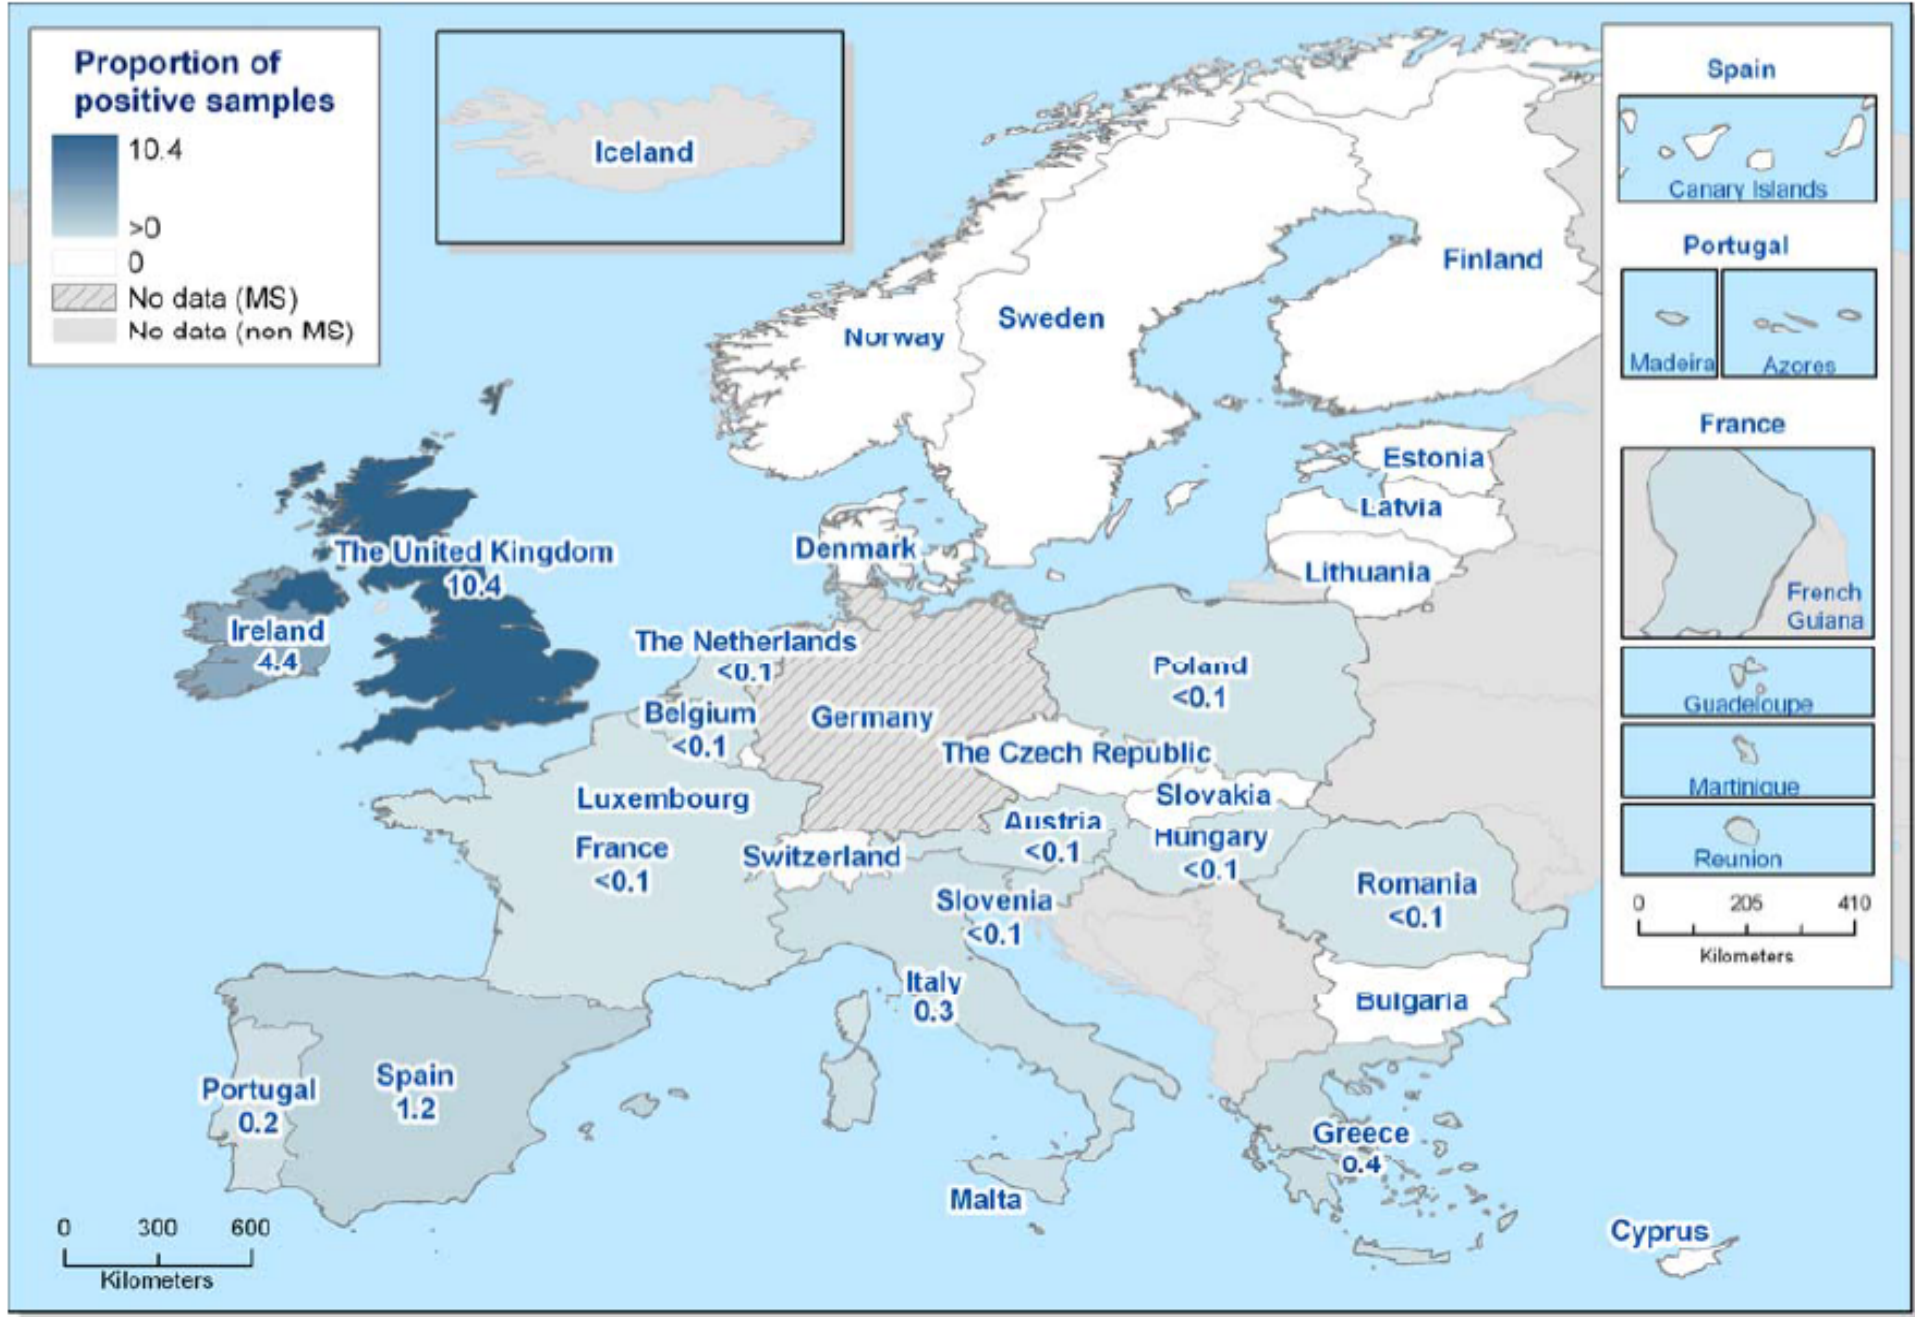 Proportion of
positive samples
10.4
>0
0
No data (MS)
No data (non MS)
Iceland
Norway
Sweden
Finland
Estonia
Latvia
Lithuania
Denmark
The United Kingdom
10.4
Ireland
4.4
The Netherlands
<0.1
Belgium
<0.1
Germany
Poland
<0.1
The Czech Republic
Luxembourg
Slovakia
Austria
<0.1
Hungary
<0.1
France
<0.1
Switzerland
Slovenia
<0.1
Romania
<0.1
Italy
0.3
Bulgaria
Portugal
0.2
Spain
1.2
Greece
0.4
Malta
Cyprus
0 300 600
Kilometers
Spain
Canary Islands
Portugal
Madeira
Azores
France
French
Guiana
Guadeloupe
Martinique
Reunion
0 205 410
Kilometers